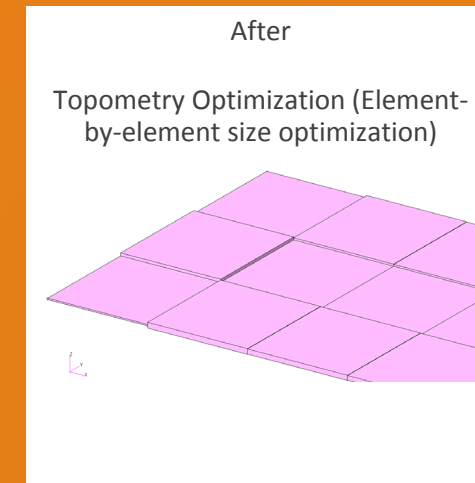 After
Topometry Optimization (Element-
by-element size optimization)
z
y
x